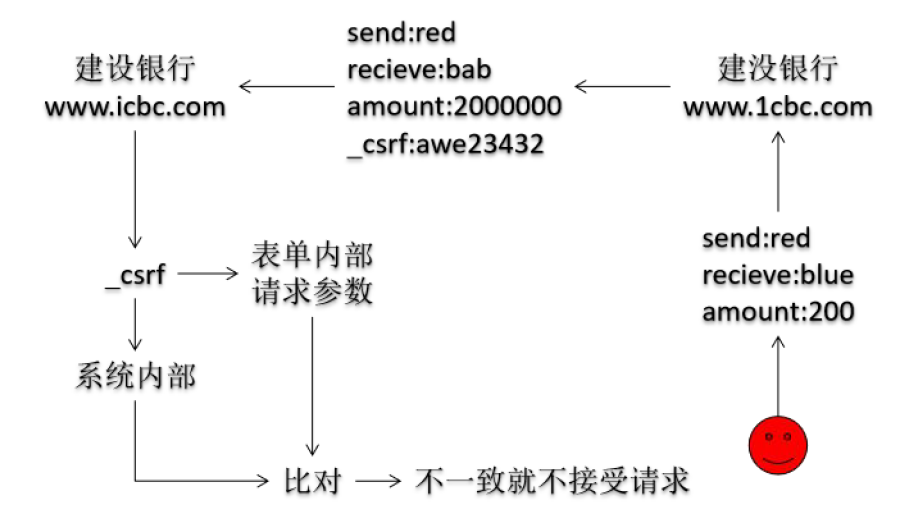 建设银行
www.icbc.com
send:red
recieve:bab
amount:2000000
_csrf:awe23432
建没银行
www.1cbc.com
send:red
recieve:blue
amount:200
_csrf
表单内部
请求参数
系统内部
比对
不一致就不接受请求